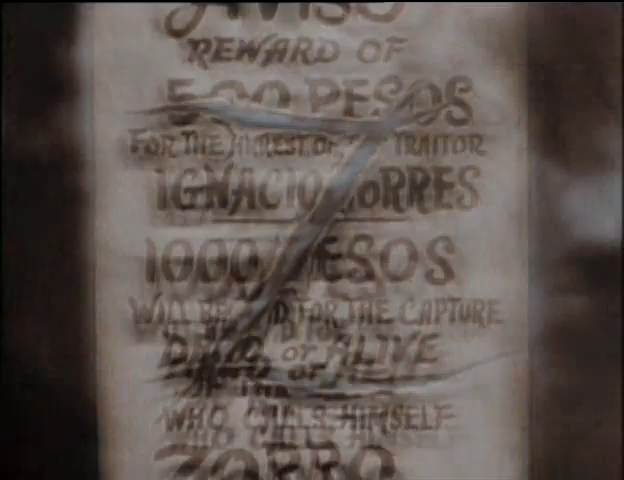 AVISO
REWARD OF
500 PESOS
FOR THE ARREST OF TRAITOR
IGNACIO TORRES
1000 PESOS
WILL BE PAID FOR THE CAPTURE
DEAD OR ALIVE
WHO CALLS HIMSELF
ZORRO